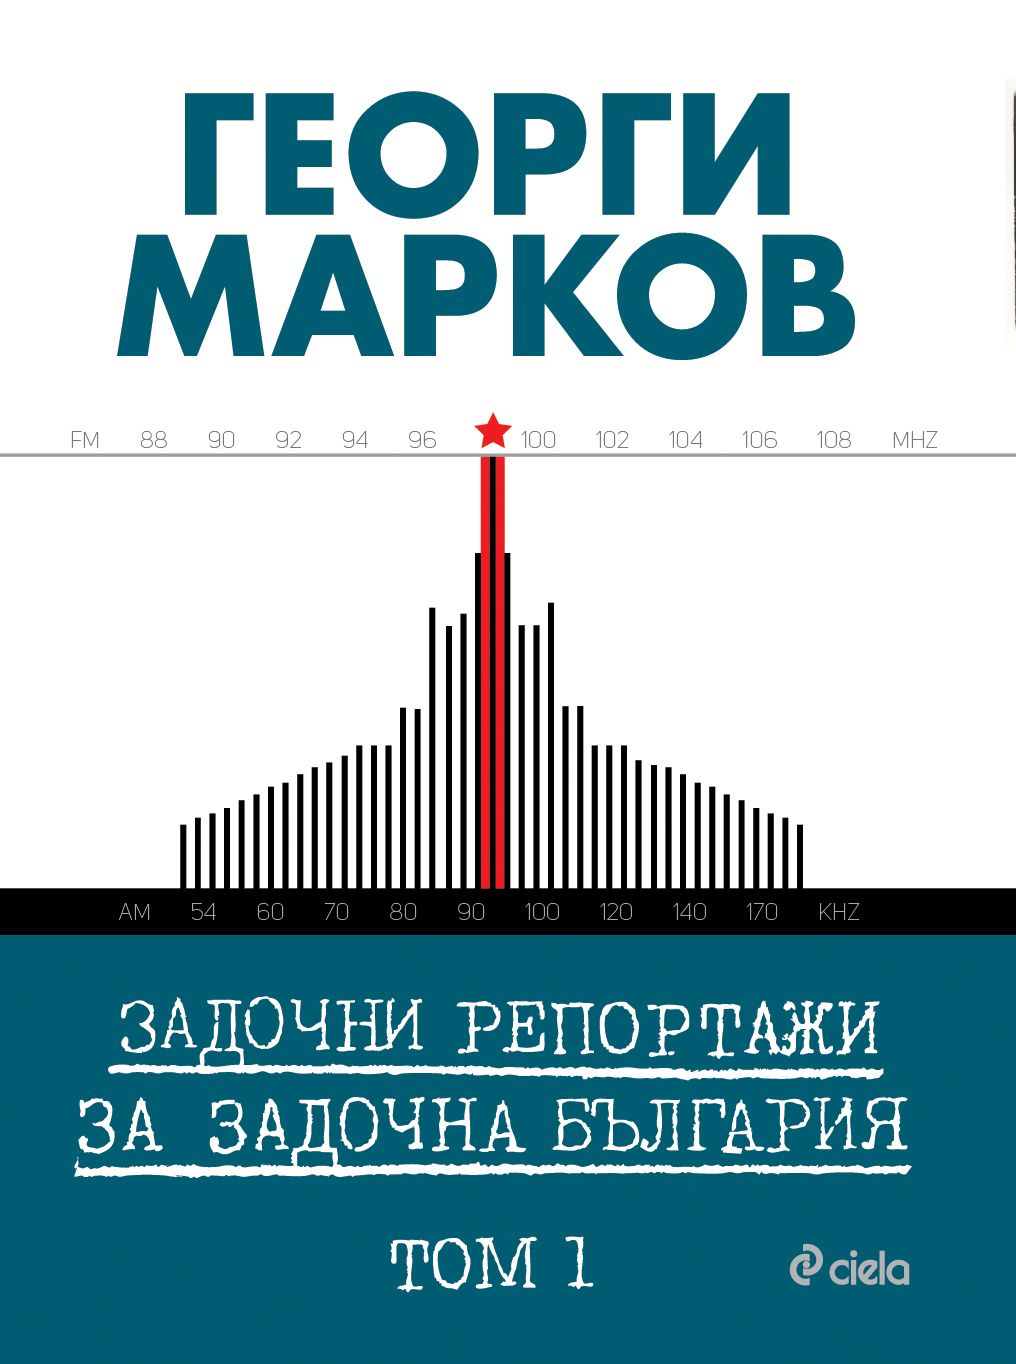 ГЕОРГИ
МАРКОВ
FM 88 90 92 94 96 100 102 104 106 108 MHZ
AM 54 60 70 80 90 100 120 140 170 KHZ
ЗАДОЧНИ РЕПОРТАЖИ
ЗА ЗАДОЧНА БЪЛГАРИЯ
ТОМ 1
ciela